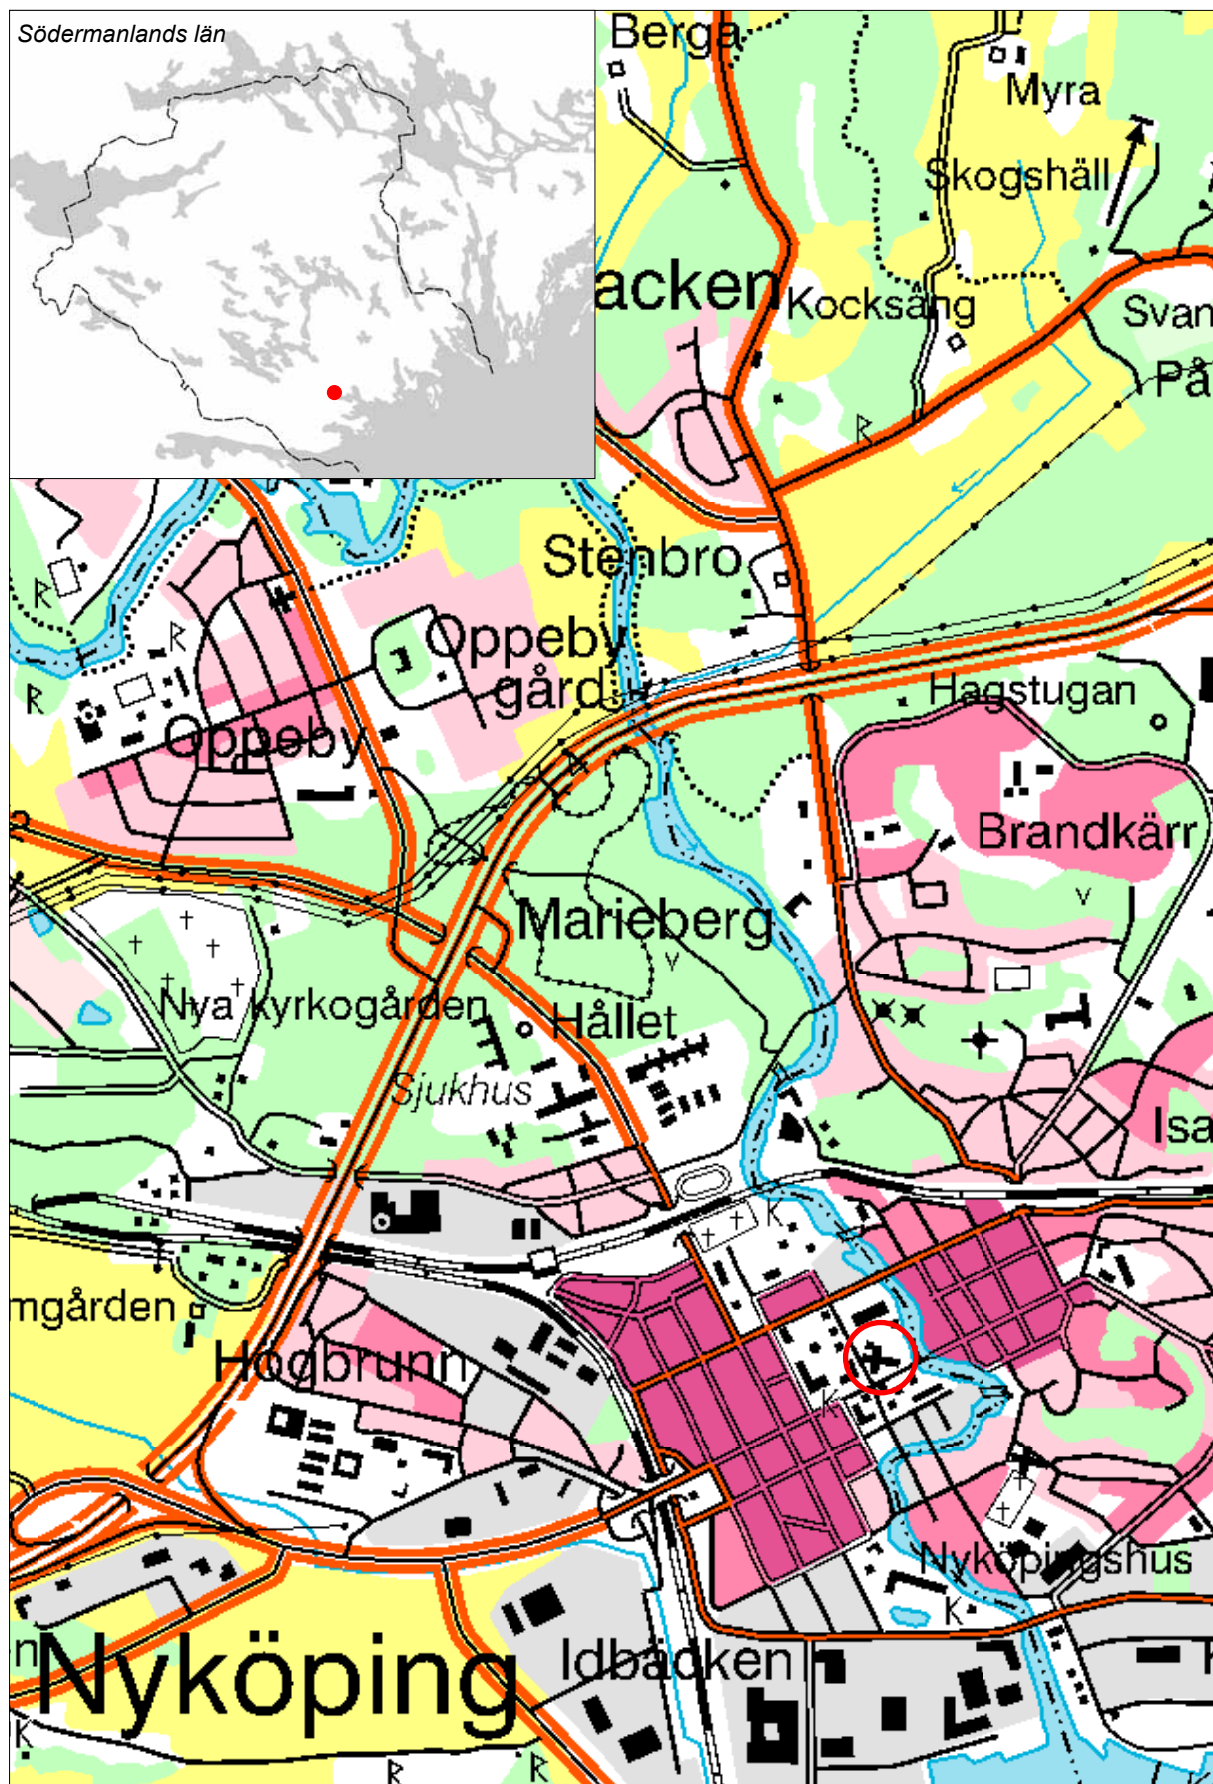 Södermanlands län
Berga
Myra
Skogshäll
acken
Kocksäng
Svan
På
Stenbro
Oppeby
gård
Hagstugan
Oppeby
Brandkärr
Marieberg
Nya kyrkogården
Hållet
Sjukhus
Isa
K
mgården
Högbrunn
K
Nyköpingshus
K
n
Nyköping
Idbäcken
K
K